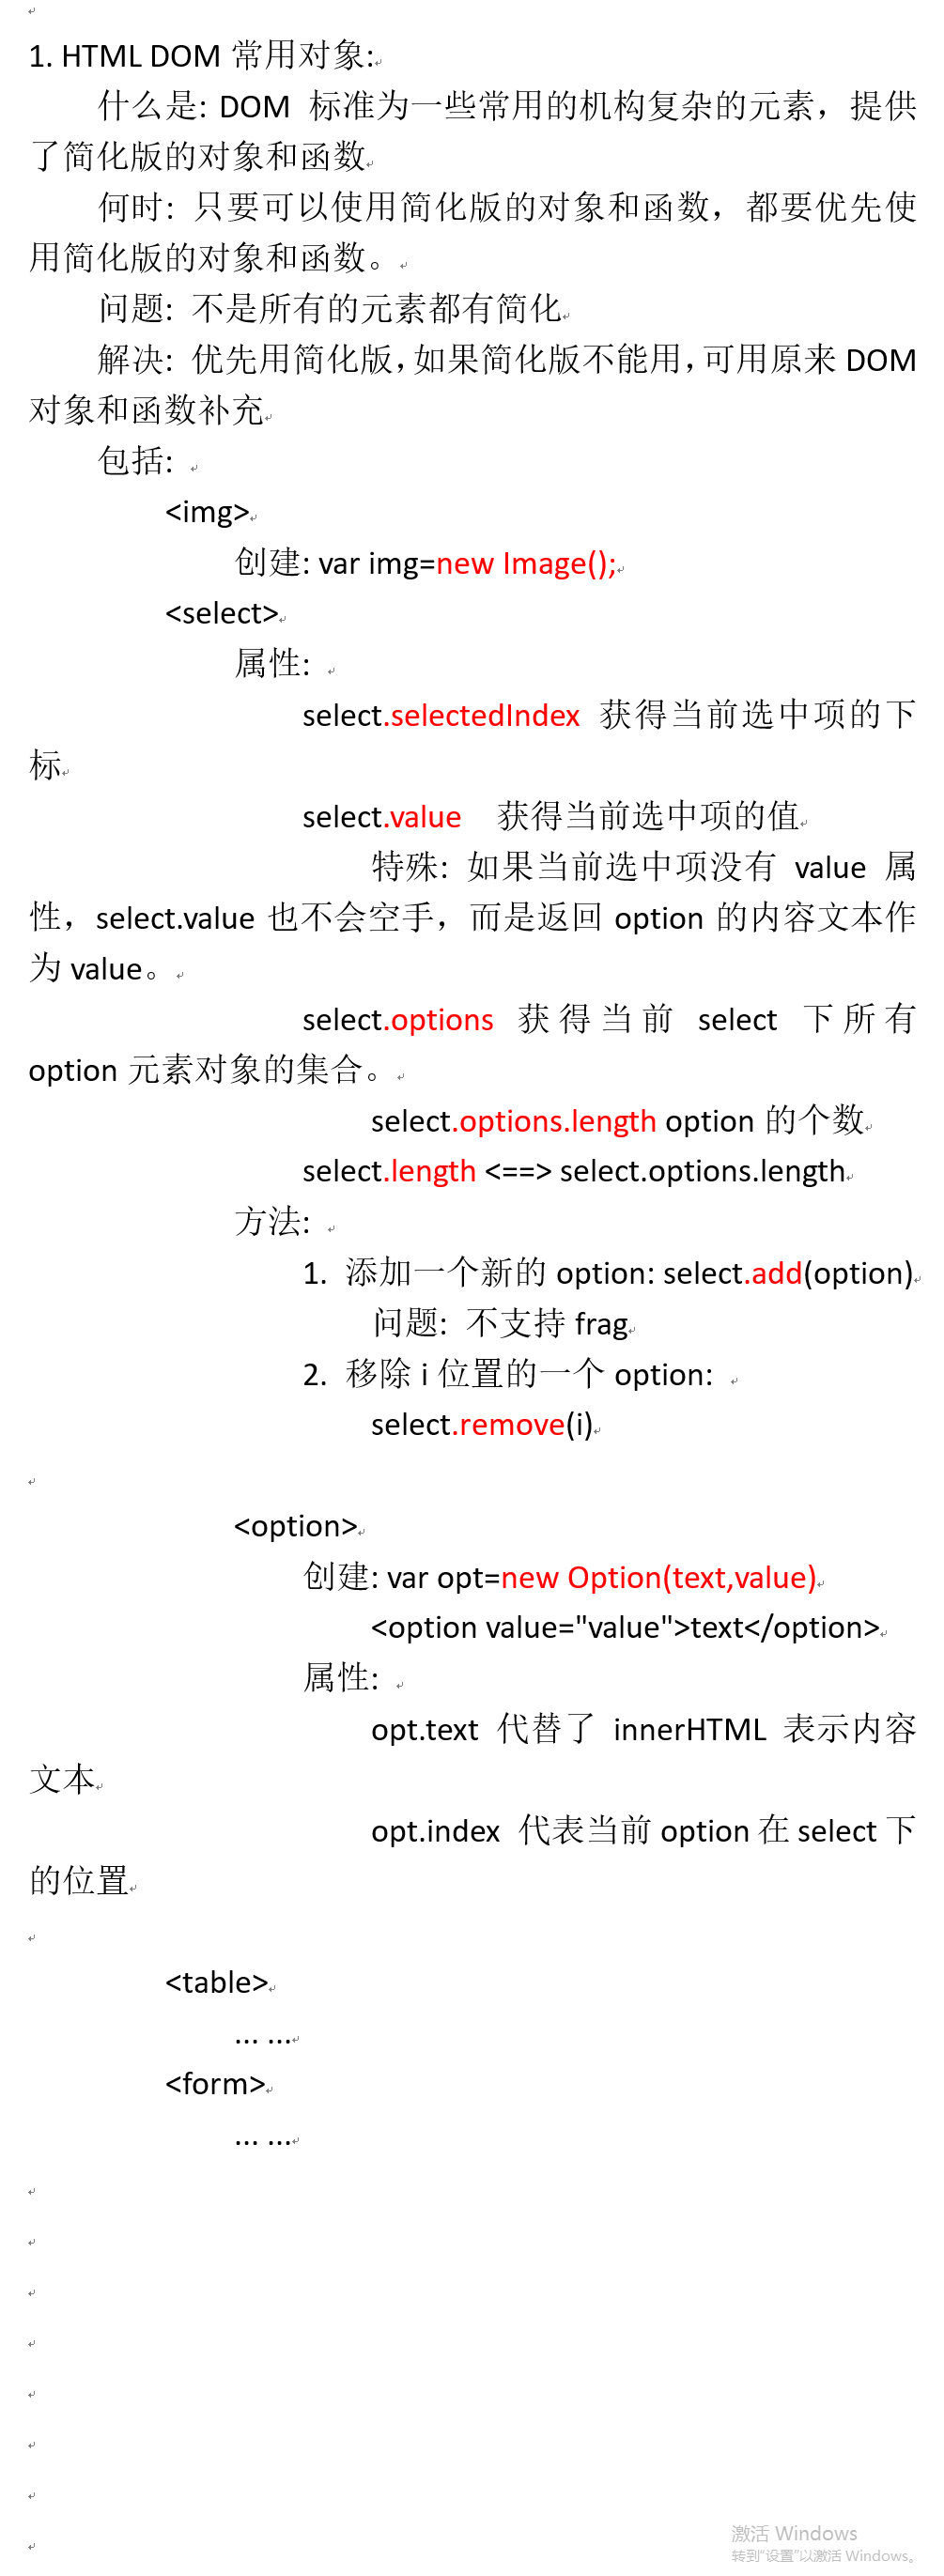 1. HTML DOM 常用对象:
什么是: DOM 标准为一些常用的机构复杂的元素，提供
了简化版的对象和函数
何时: 只要可以使用简化版的对象和函数，都要优先使
用简化版的对象和函数。
问题: 不是所有的元素都有简化
解决: 优先用简化版，如果简化版不能用，可用原来 DOM
对象和函数补充
包括:
<img>
创建: var img=new Image();
<select>
属性:
select.selectedIndex 获得当前选中项的下
标
select.value 获得当前选中项的值
特殊: 如果当前选中项没有 value 属
性，select.value 也不会空手，而是返回 option 的内容文本作
为 value。
select.options 获得当前 select 下所有
option 元素对象的集合。
select.options.length option 的个数
select.length <==> select.options.length
方法:
1. 添加一个新的 option: select.add(option)
问题: 不支持 frag
2. 移除 i 位置的一个 option:
select.remove(i)
<option>
创建: var opt=new Option(text,value)
<option value="value">text</option>
属性:
opt.text 代替了 innerHTML 表示内容
文本
opt.index 代表当前 option 在 select 下
的位置
<table>
... ...
<form>
... ...
激活 Windows
转到"设置"以激活 Windows。